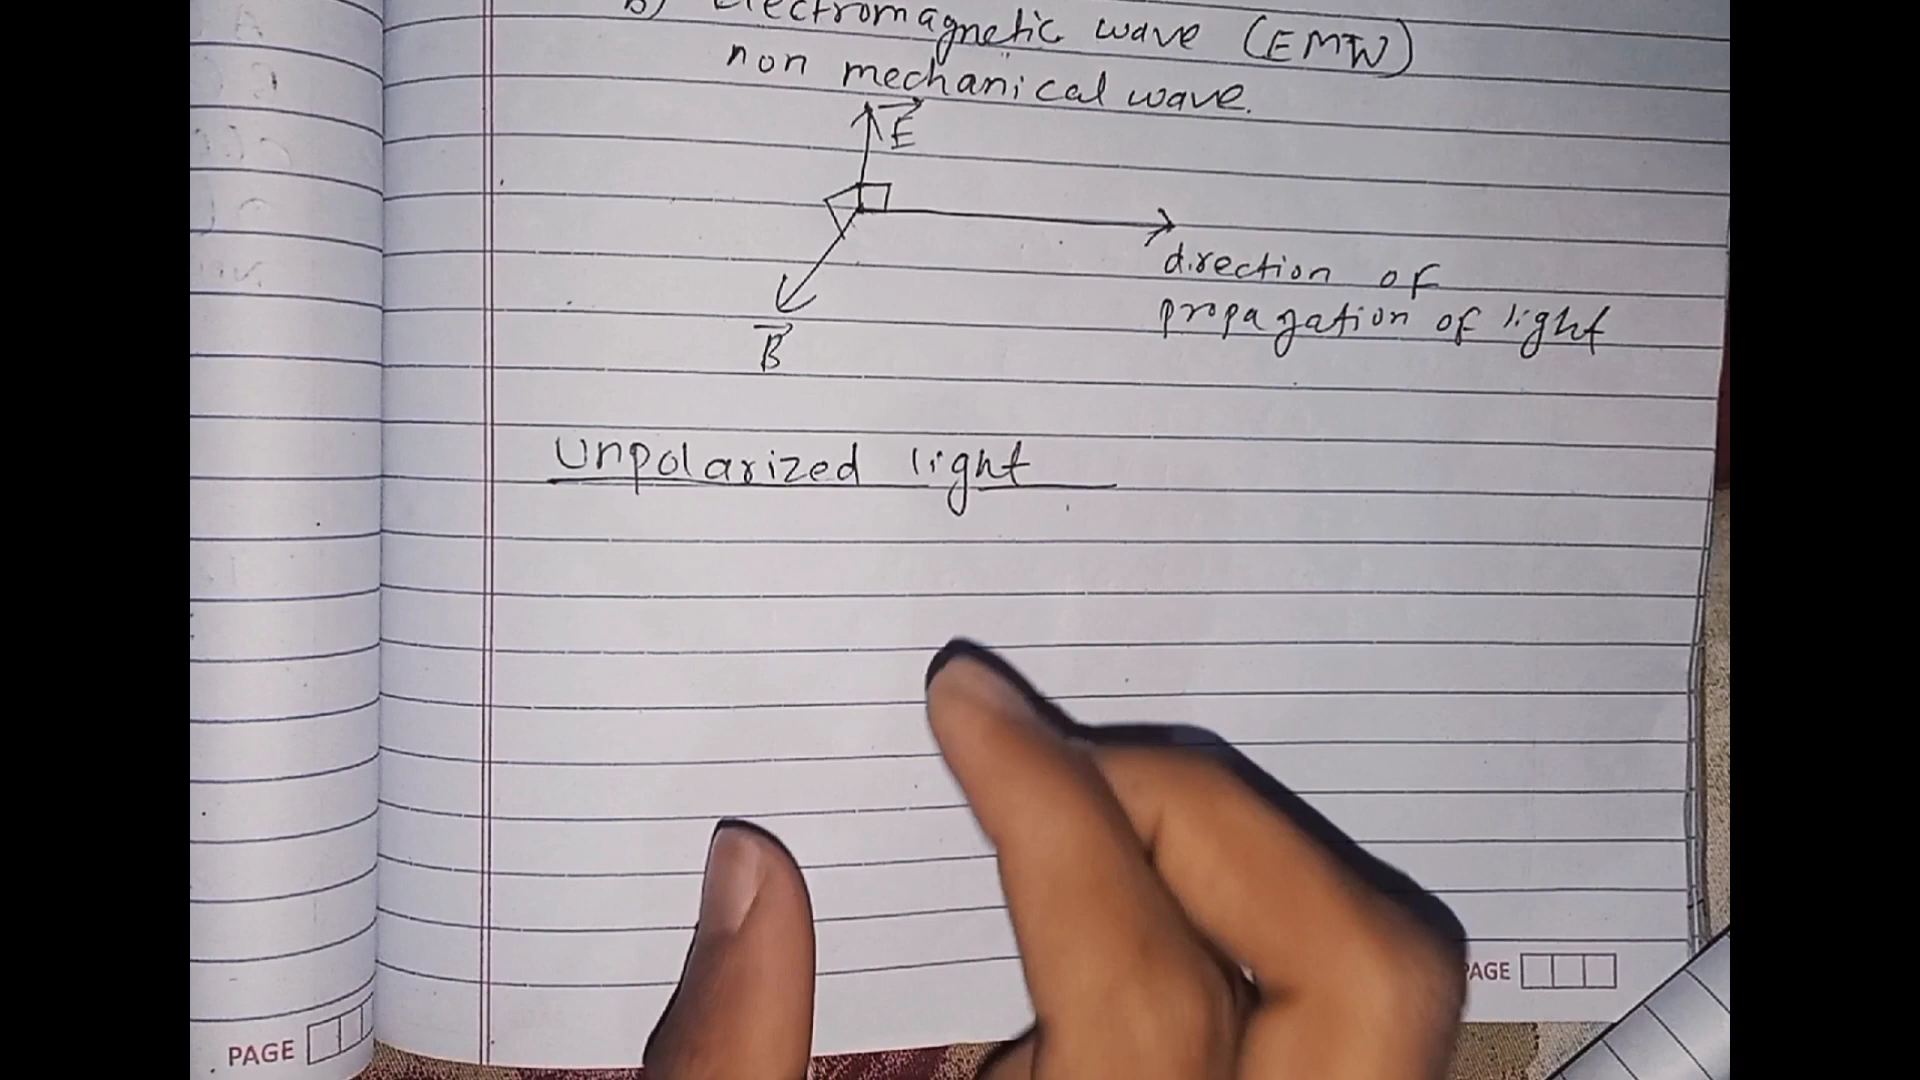 B) Electromagnetic wave (EMW)
non mechanical wave.
E
direction of
propagation of light
B
Unpolarized light
PAGE
PAGE